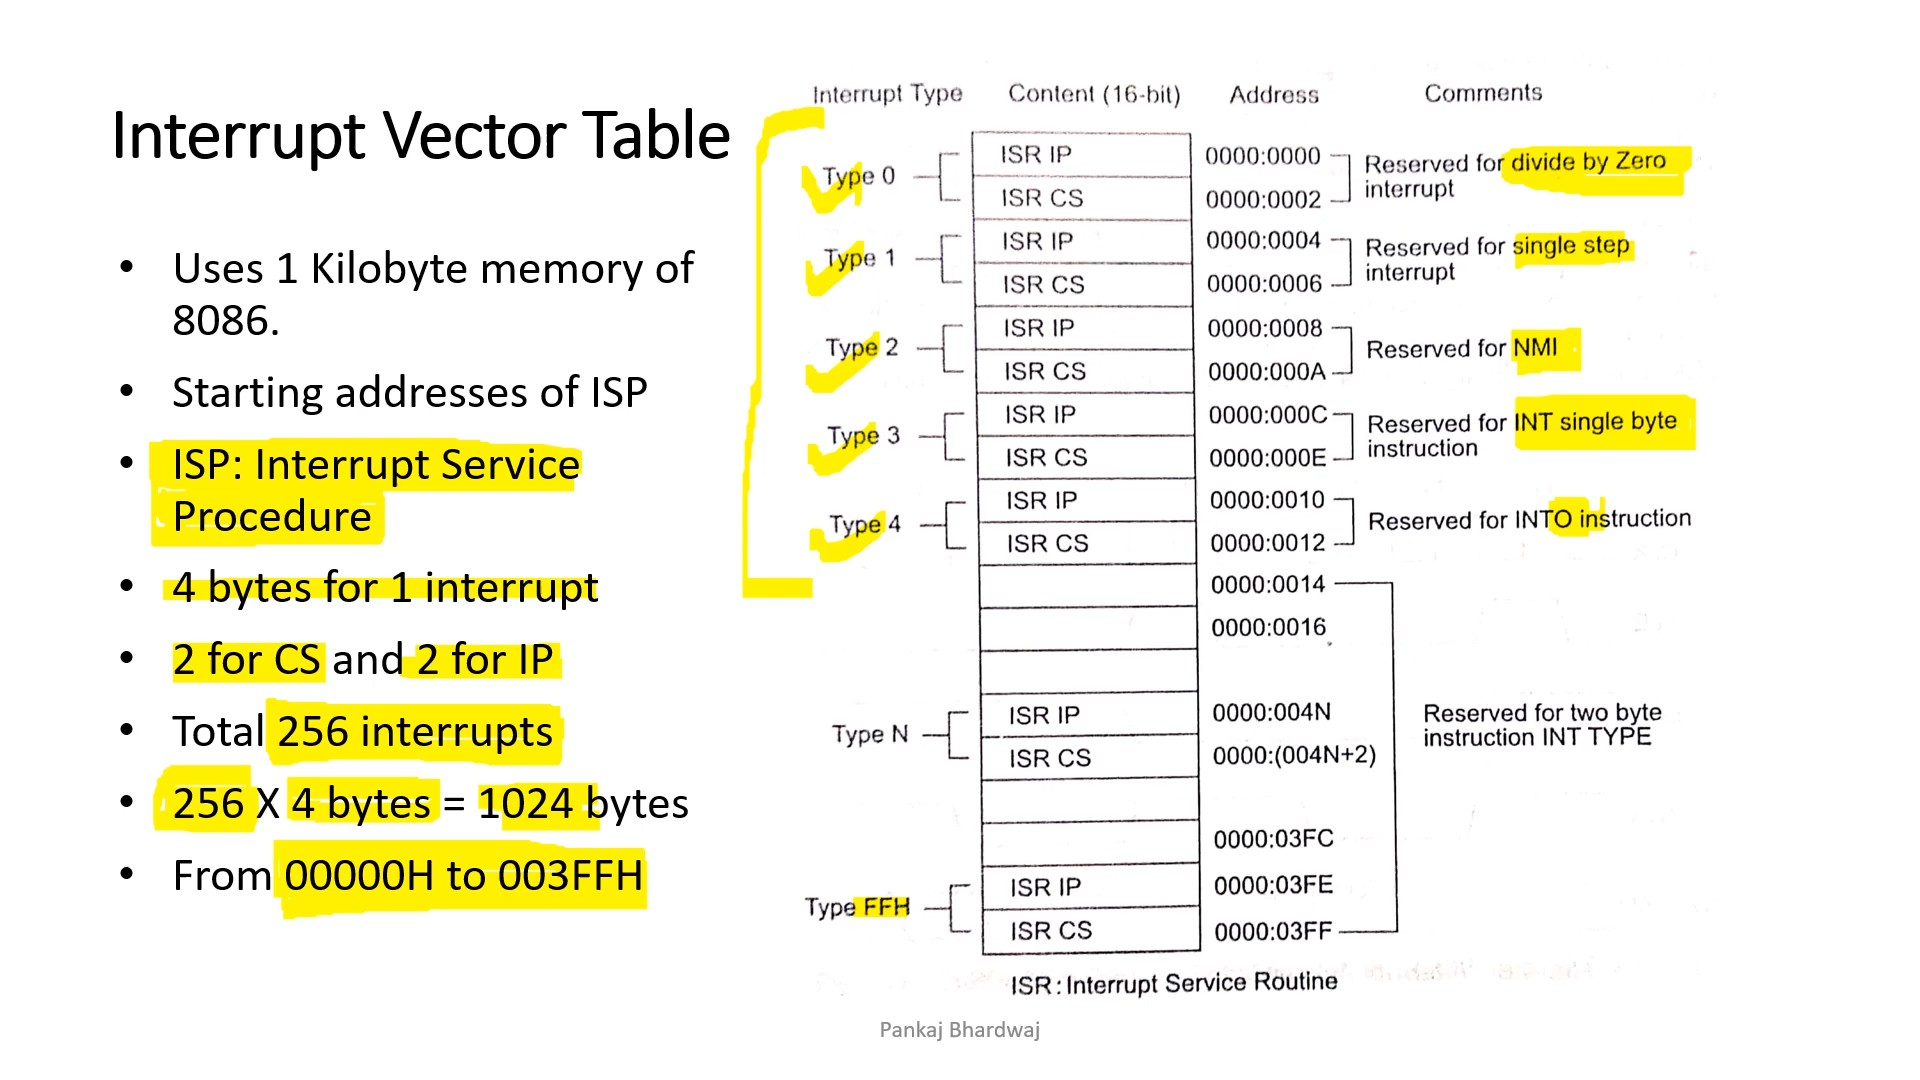 Interrupt Vector Table
• Uses 1 Kilobyte memory of
8086.
• Starting addresses of ISP
• ISP: Interrupt Service
Procedure
• 4 bytes for 1 interrupt
• 2 for CS and 2 for IP
• Total 256 interrupts
• 256 X 4 bytes = 1024 bytes
• From 00000H to 003FFH
Interrupt Type Content (16-bit) Address Comments
Type 0
ISR IP 0000:0000
ISR CS 0000:0002
Reserved for divide by Zero
interrupt
Type 1
ISR IP 0000:0004
ISR CS 0000:0006
Reserved for single step
interrupt
Type 2
ISR IP 0000:0008
ISR CS 0000:000A
Reserved for NMI
Type 3
ISR IP 0000:000C
ISR CS 0000:000E
Reserved for INT single byte
instruction
Type 4
ISR IP 0000:0010
ISR CS 0000:0012
Reserved for INTO instruction
0000:0014
0000:0016
Type N
ISR IP 0000:004N
ISR CS 0000:(004N+2)
Reserved for two byte
instruction INT TYPE
0000:03FC
Type FFH
ISR IP 0000:03FE
ISR CS 0000:03FF
ISR : Interrupt Service Routine
Pankaj Bhardwaj